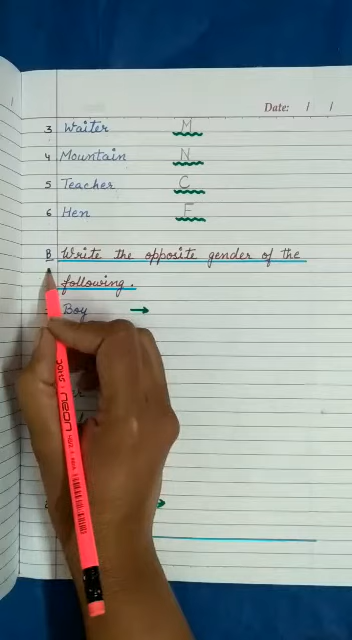 Date: / /
3 Waiter M
4 Mountain N
5 Teacher C
6 Hen F
B Write the opposite gender of the
following.
Boy →
neon